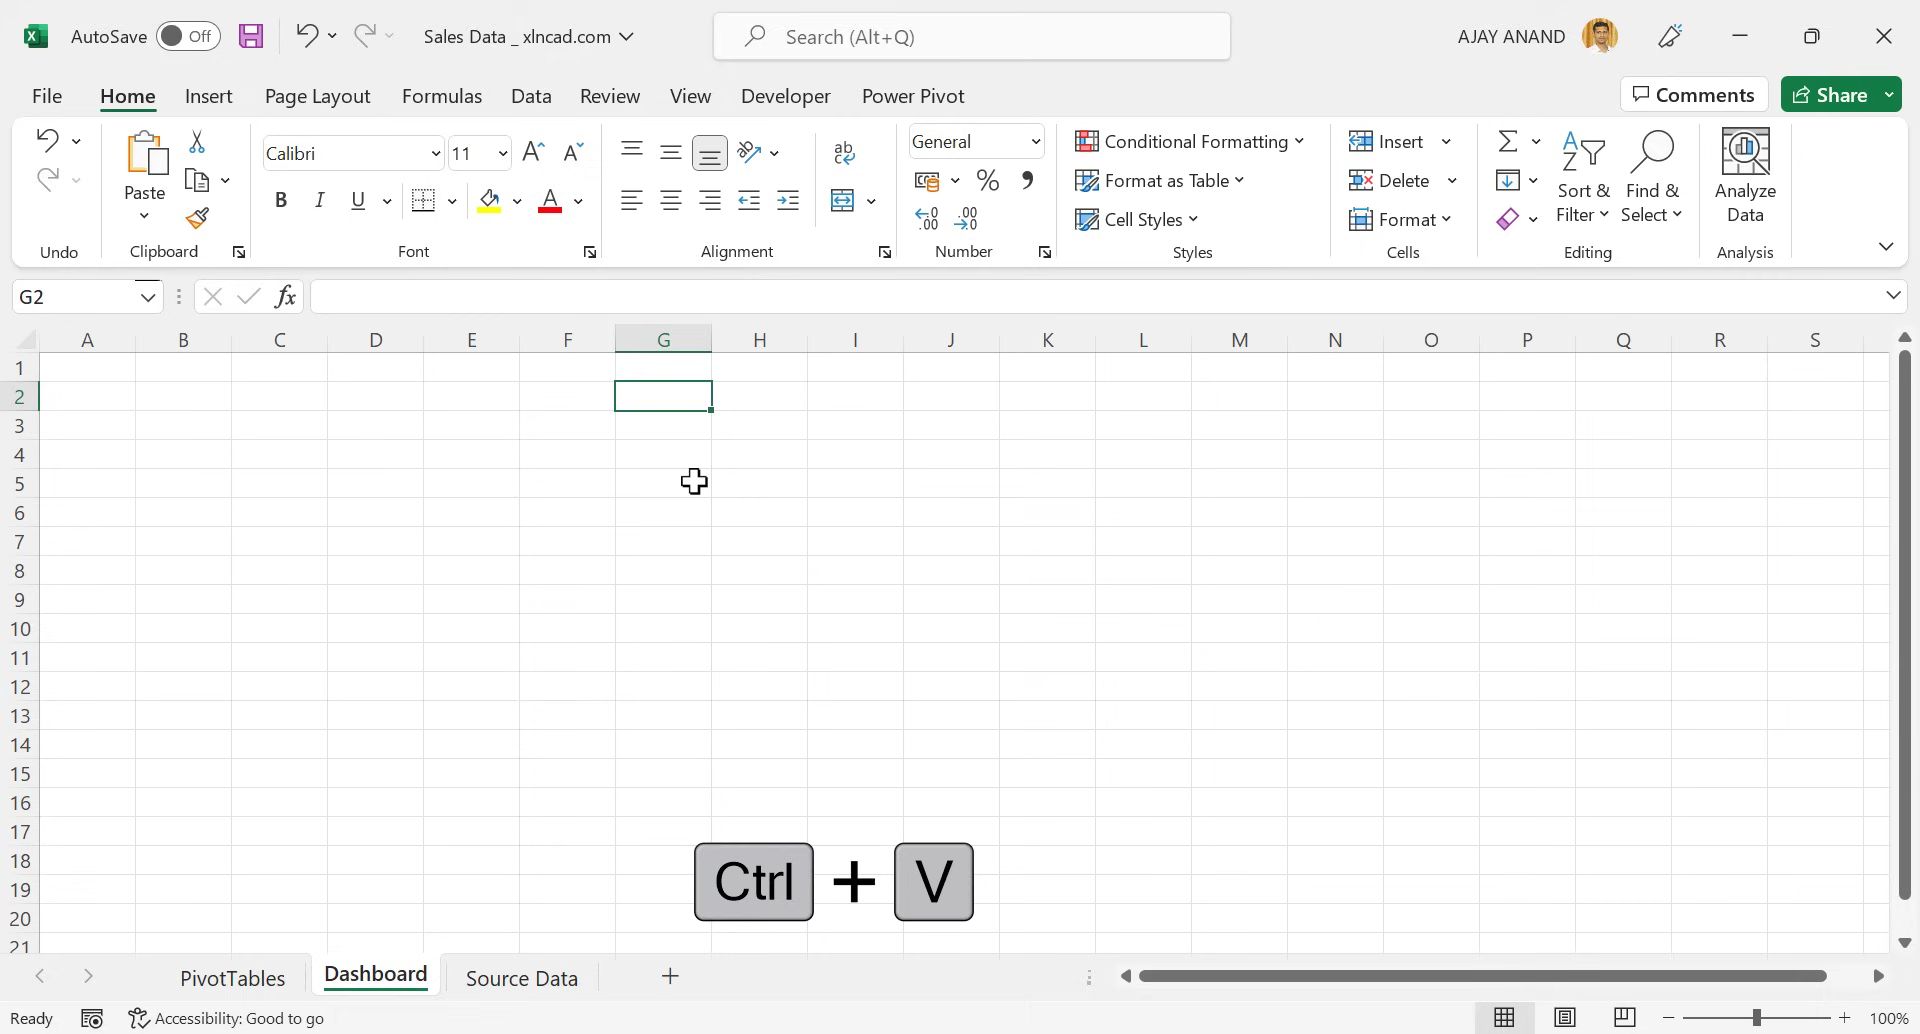 AutoSave Off Sales Data _ xlncad.com Search (Alt+Q) AJAY ANAND
File Home Insert Page Layout Formulas Data Review View Developer Power Pivot Comments Share
Calibri 11 ab General Conditional Formatting Insert
c
Paste B I U % Format as Table Delete Sort & Find & Analyze
Cell Styles Format Filter Select Data
Undo Clipboard Font Alignment Number Styles Cells Editing Analysis
G2 fx
A B C D E F G H I J K L M N O P Q R S
1
2
3
4
5
6
7
8
9
10
11
12
13
14
15
16
17
18
Ctrl + V
19
20
21
PivotTables Dashboard Source Data
Ready Accessibility: Good to go 100%